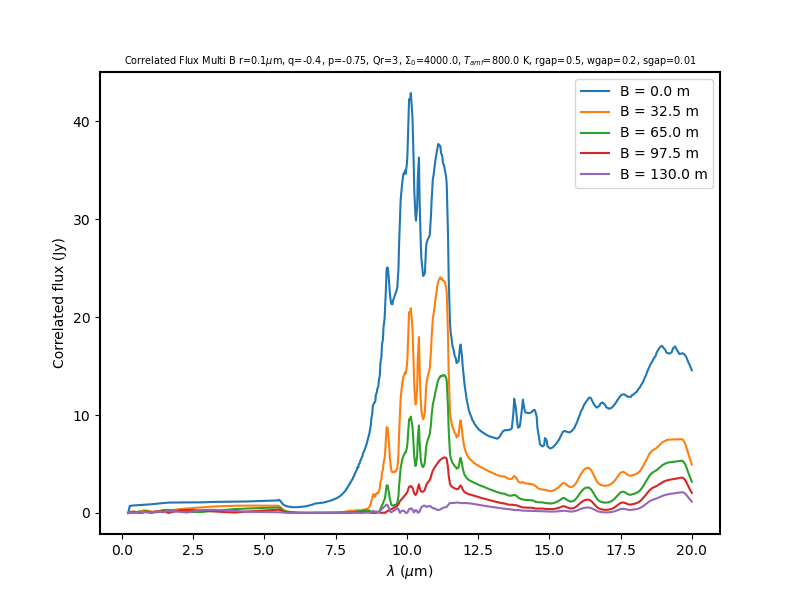 Correlated Flux Multi B r=0.1μm, q=-0.4, p=-0.75, Qr=3, Σ₀=4000.0, T_amf=800.0 K, rgap=0.5, wgap=0.2, sgap=0.01
B = 0.0 m
B = 32.5 m
B = 65.0 m
B = 97.5 m
B = 130.0 m
Correlated flux (Jy)
40
30
20
10
0
0.0 2.5 5.0 7.5 10.0 12.5 15.0 17.5 20.0
λ (μm)